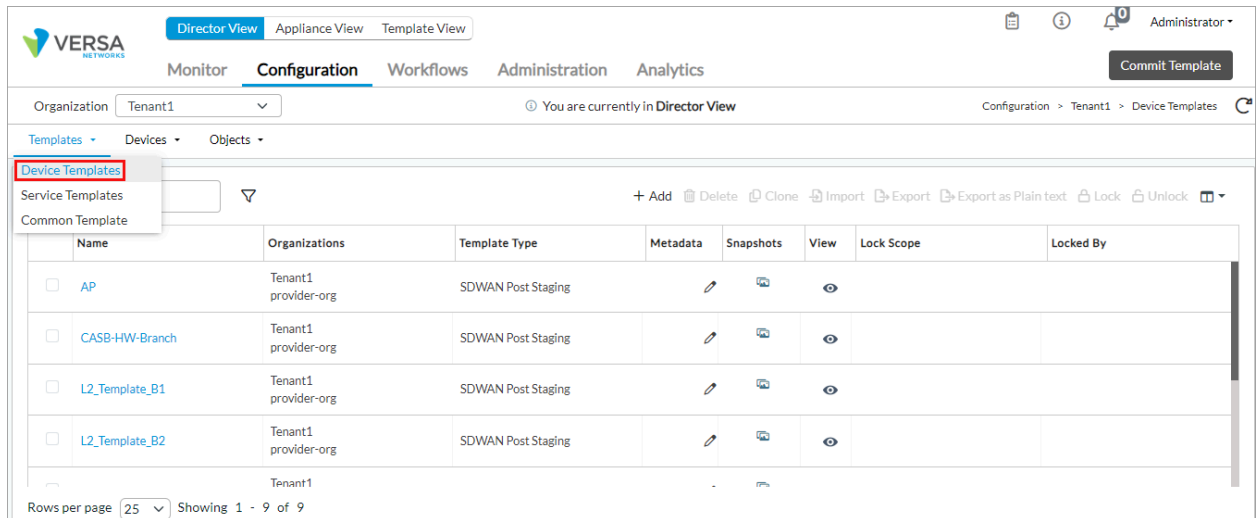 VERSA
NETWORKS
Director View Appliance View Template View
0
Administrator
Monitor Configuration Workflows Administration Analytics
Commit Template
Organization Tenant1
You are currently in Director View
Configuration > Tenant1 > Device Templates
Templates Devices Objects
Device Templates
Service Templates
Common Template
+ Add Delete Clone Import Export Export as Plain text Lock Unlock
Name Organizations Template Type Metadata Snapshots View Lock Scope Locked By
AP Tenant1 SDWAN Post Staging
provider-org
CASB-HW-Branch Tenant1 SDWAN Post Staging
provider-org
L2_Template_B1 Tenant1 SDWAN Post Staging
provider-org
L2_Template_B2 Tenant1 SDWAN Post Staging
provider-org
Tenant1
Rows per page 25 Showing 1 - 9 of 9